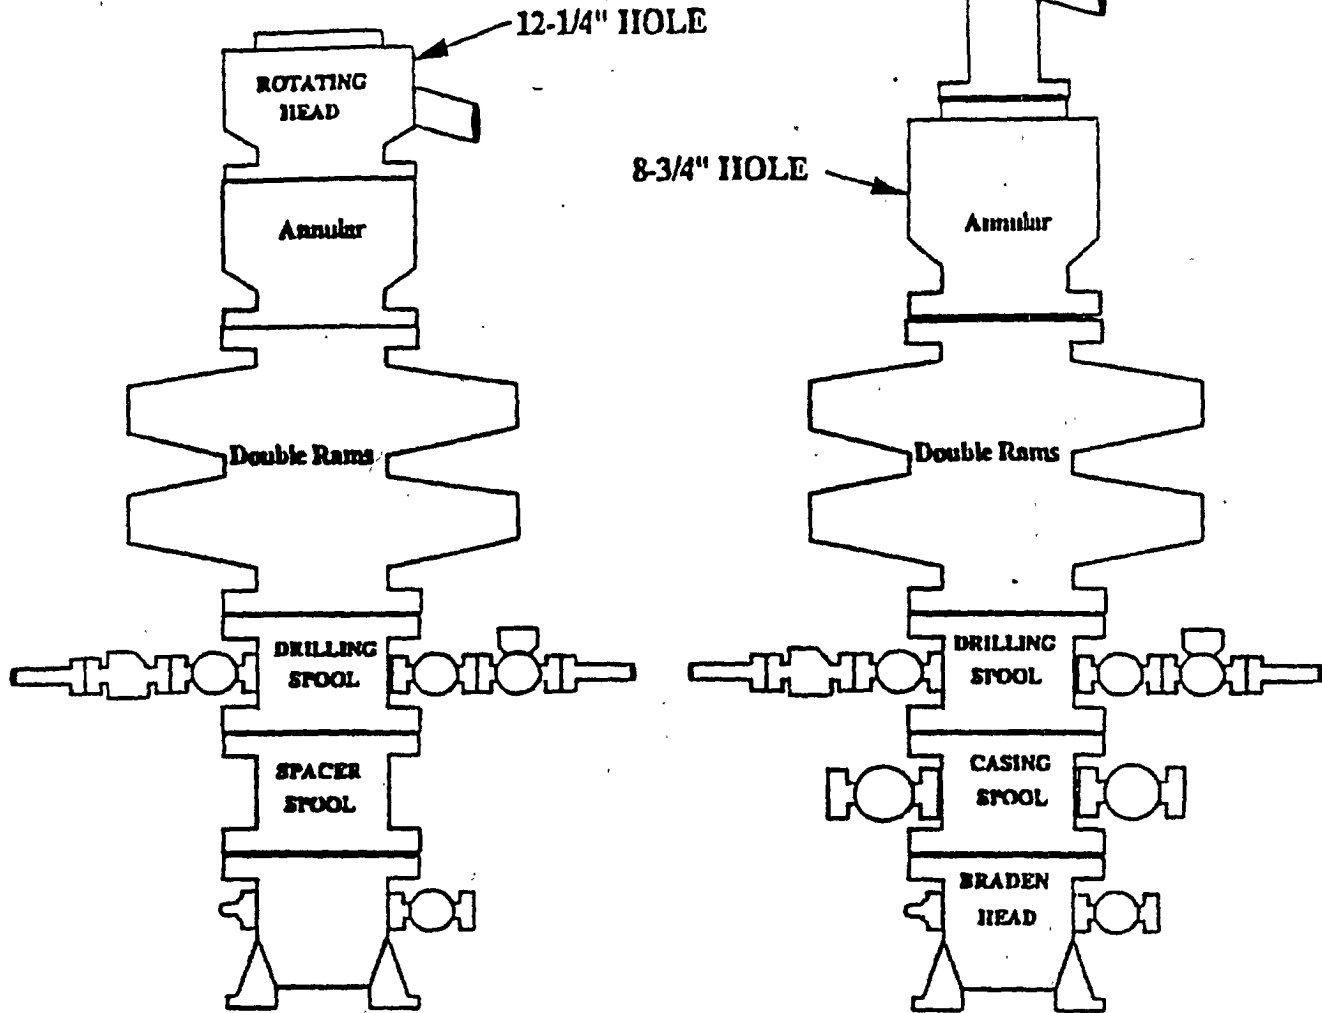 12-1/4" HOLE
ROTATING
HEAD
Annular
Double Rams
DRILLING
SPOOL
SPACER
SPOOL
8-3/4" HOLE
Annular
Double Rams
DRILLING
SPOOL
CASING
SPOOL
BRADEN
HEAD